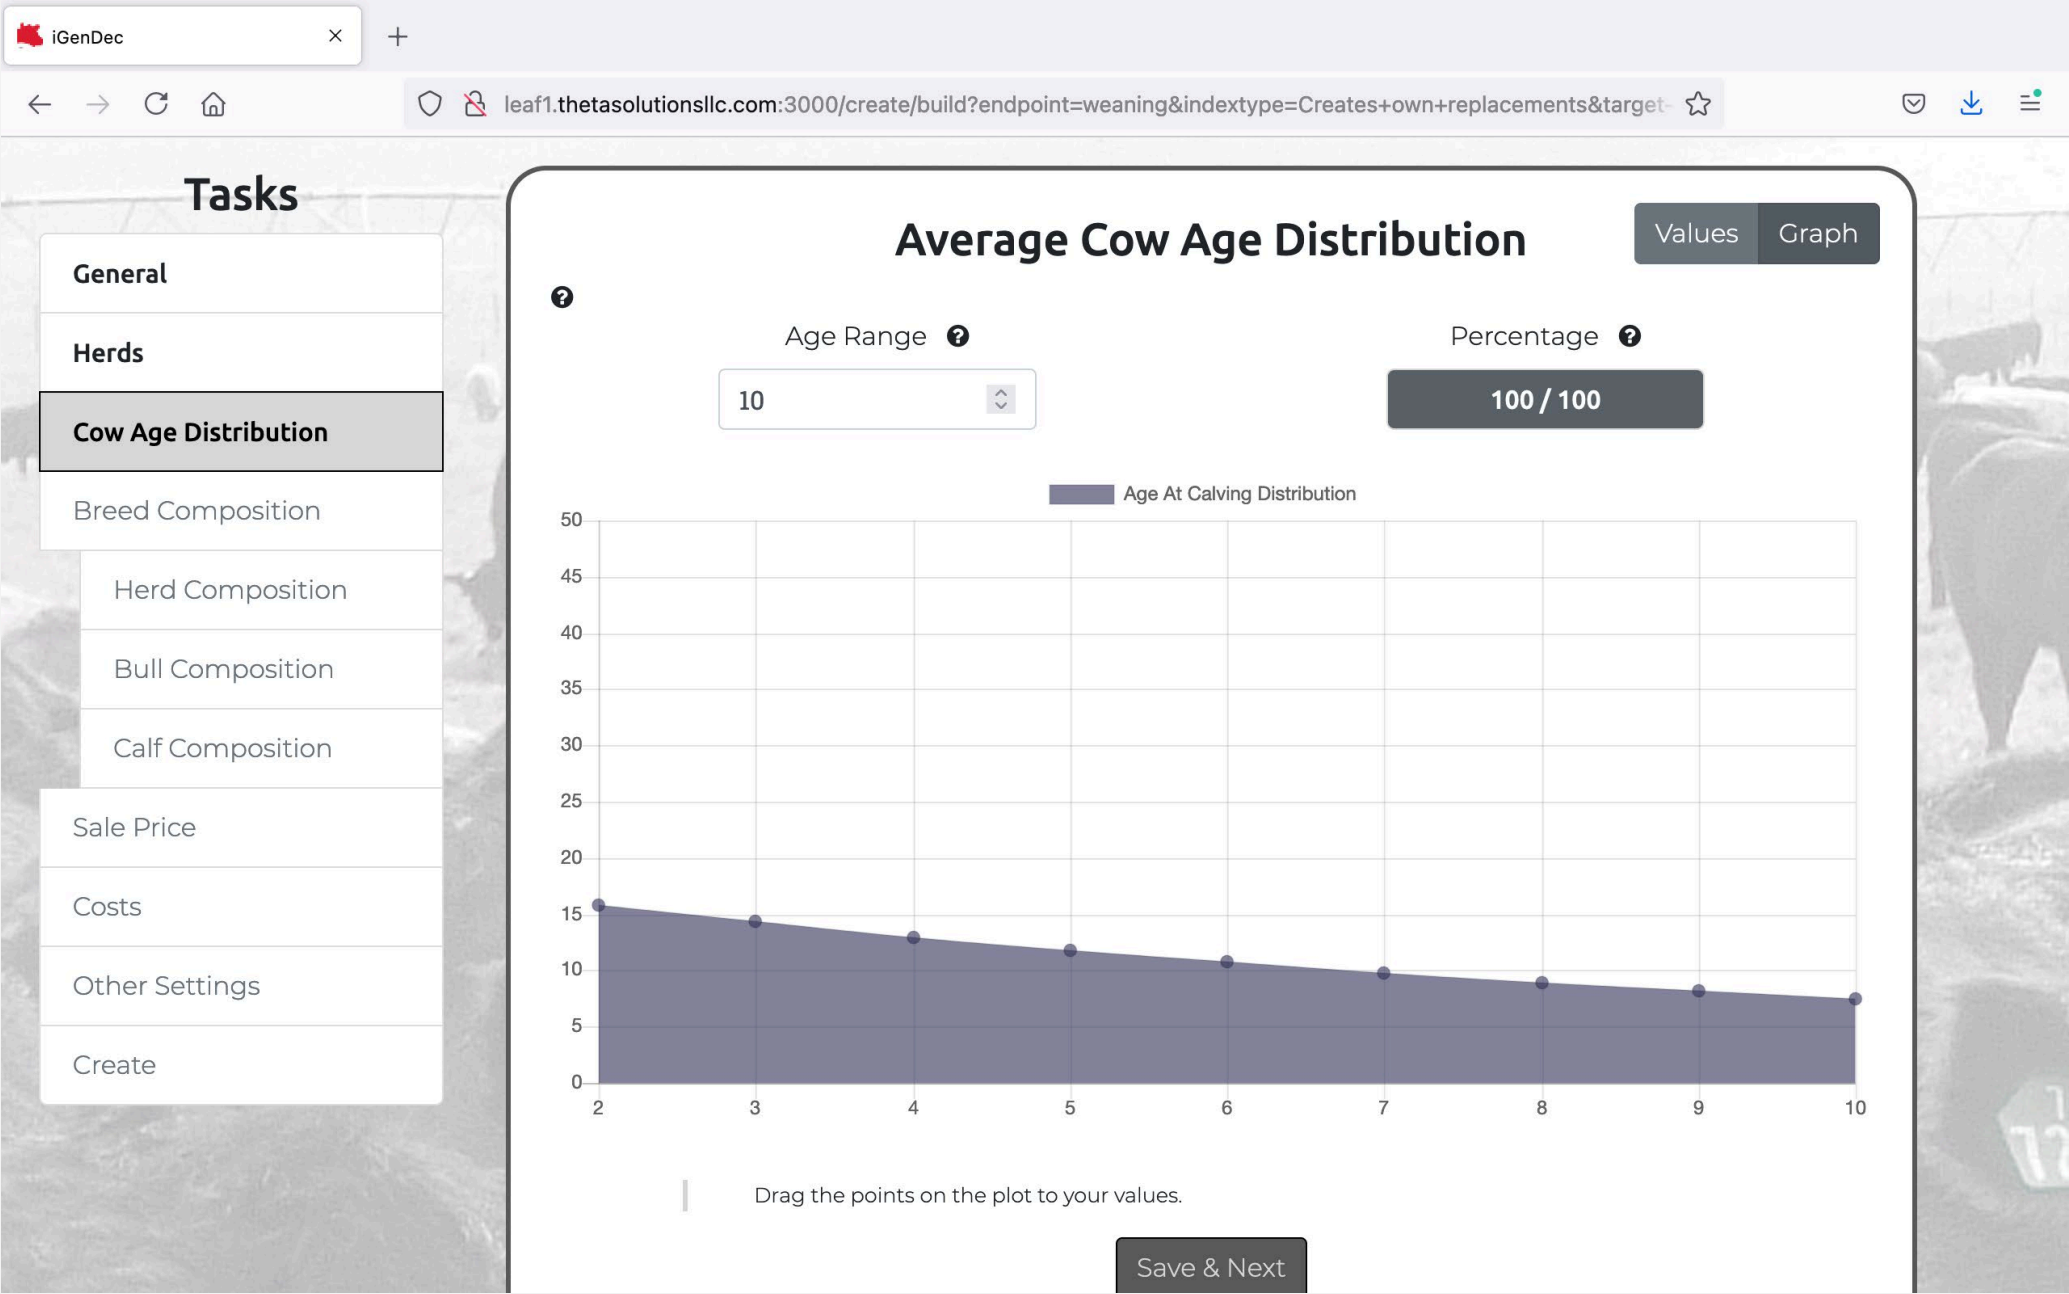 iGenDec
leaf1.thetasolutionsllc.com:3000/create/build?endpoint=weaning&indextype=Creates+own+replacements&target-
Tasks
General
Herds
Cow Age Distribution
Breed Composition
Herd Composition
Bull Composition
Calf Composition
Sale Price
Costs
Other Settings
Create
Average Cow Age Distribution
Values Graph
Age Range
10
Percentage
100 / 100
Age At Calving Distribution
50
45
40
35
30
25
20
15
10
5
0
2 3 4 5 6 7 8 9 10
Drag the points on the plot to your values.
Save & Next